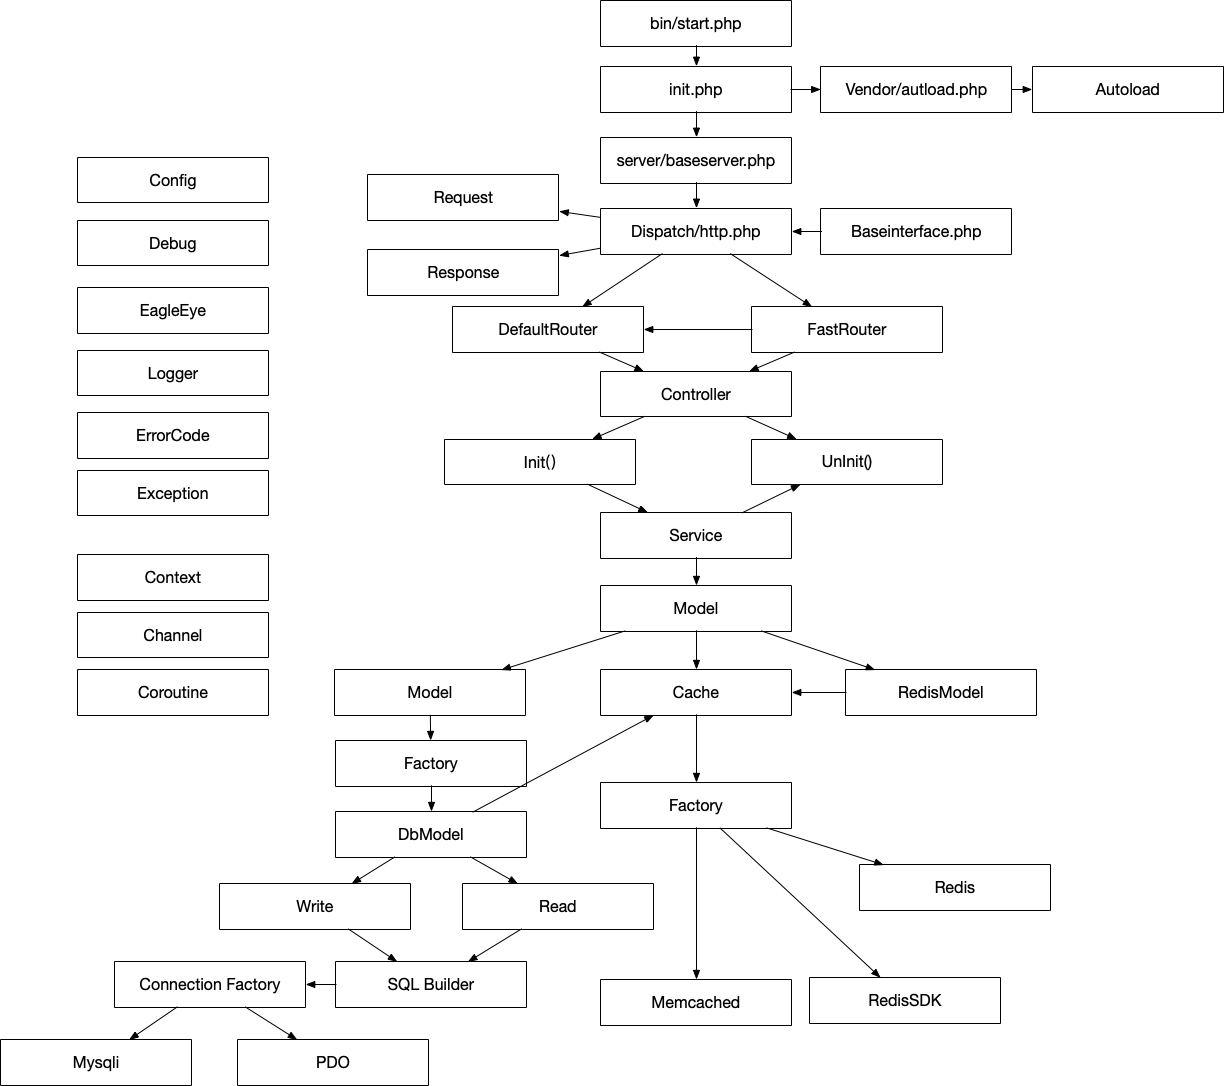 bin/start.php
init.php
Vendor/autload.php
Autoload
server/baseserver.php
Config
Request
Dispatch/http.php
Baseinterface.php
Debug
Response
EagleEye
DefaultRouter
FastRouter
Logger
Controller
ErrorCode
Init()
UnInit()
Exception
Service
Context
Model
Channel
Coroutine
Model
Cache
RedisModel
Factory
Factory
DbModel
Redis
Write
Read
Connection Factory
SQL Builder
Memcached
RedisSDK
Mysqli
PDO